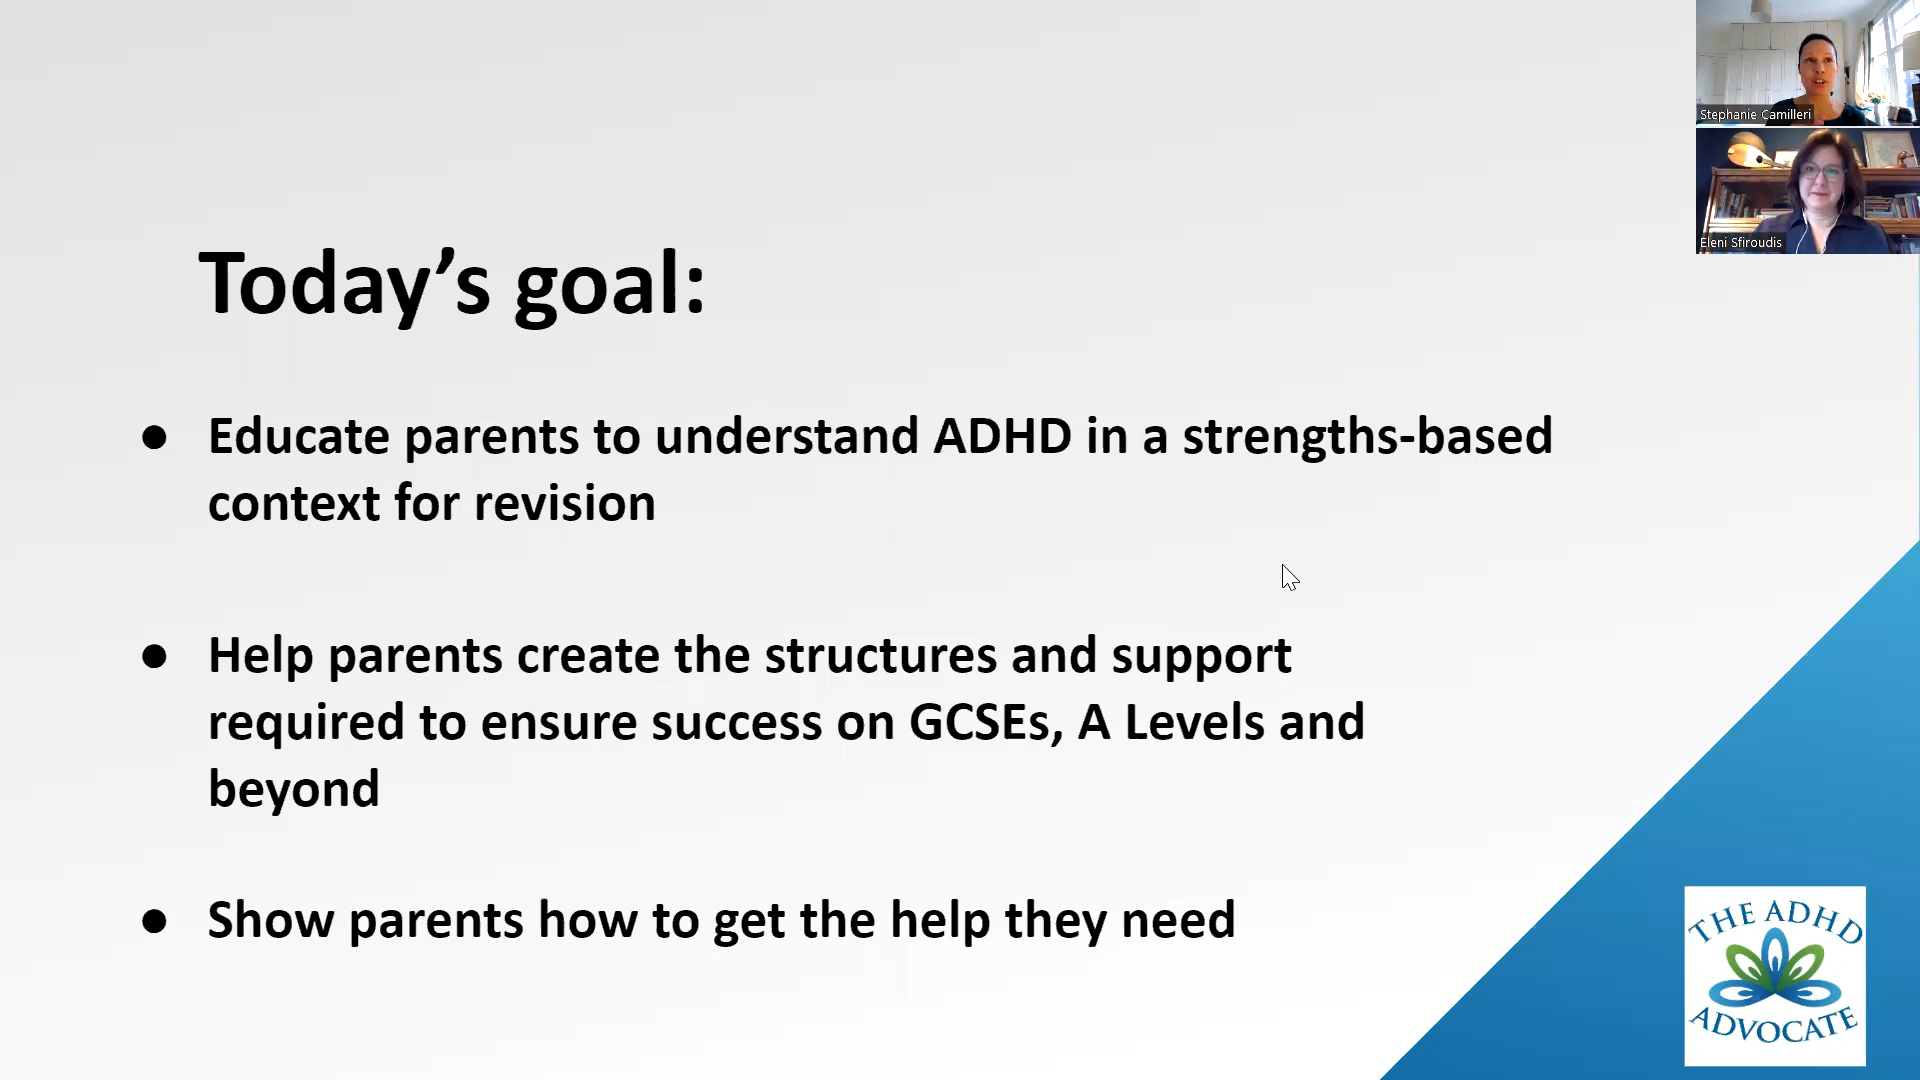 Stephanie Camilleri
Eleni Sfiroudis
Today’s goal:
● Educate parents to understand ADHD in a strengths-based
context for revision
● Help parents create the structures and support
required to ensure success on GCSEs, A Levels and
beyond
● Show parents how to get the help they need
THE ADHD
ADVOCATE